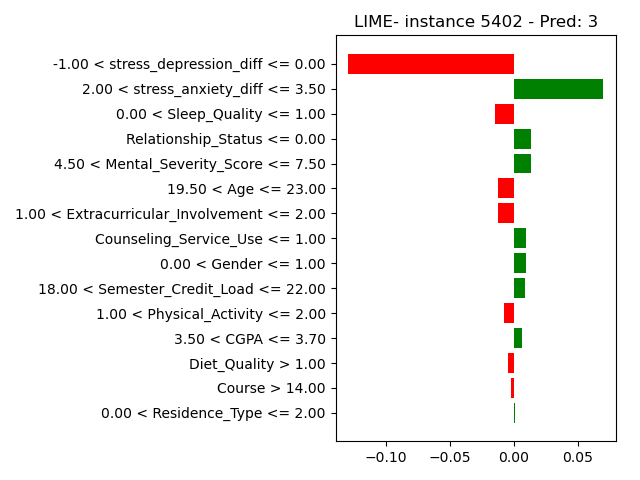 LIME- instance 5402 - Pred: 3
-1.00 < stress_depression_diff <= 0.00
2.00 < stress_anxiety_diff <= 3.50
0.00 < Sleep_Quality <= 1.00
Relationship_Status <= 0.00
4.50 < Mental_Severity_Score <= 7.50
19.50 < Age <= 23.00
1.00 < Extracurricular_Involvement <= 2.00
Counseling_Service_Use <= 1.00
0.00 < Gender <= 1.00
18.00 < Semester_Credit_Load <= 22.00
1.00 < Physical_Activity <= 2.00
3.50 < CGPA <= 3.70
Diet_Quality > 1.00
Course > 14.00
0.00 < Residence_Type <= 2.00
−0.10 −0.05 0.00 0.05